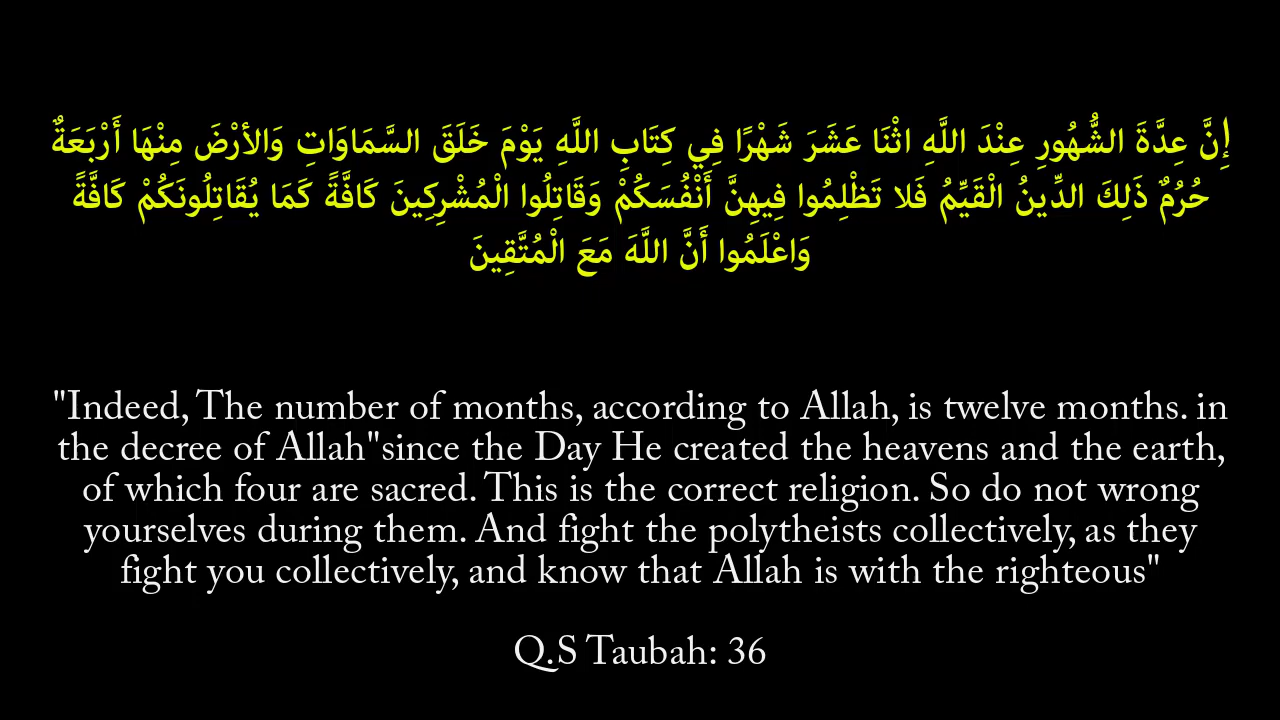 إِنَّ عِدَّةَ الشُّهُورِ عِنْدَ اللَّهِ اثْنَا عَشَرَ شَهْرًا فِي كِتَابِ اللَّهِ يَوْمَ خَلَقَ السَّمَاوَاتِ وَالأرْضَ مِنْهَا أَرْبَعَةٌ
حُرُمٌ ذَلِكَ الدِّينُ الْقَيِّمُ فَلا تَظْلِمُوا فِيهِنَّ أَنْفُسَكُمْ وَقَاتِلُوا الْمُشْرِكِينَ كَافَّةً كَمَا يُقَاتِلُونَكُمْ كَافَّةً
وَاعْلَمُوا أَنَّ اللَّهَ مَعَ الْمُتَّقِينَ
"Indeed, The number of months, according to Allah, is twelve months. in
the decree of Allah"since the Day He created the heavens and the earth,
of which four are sacred. This is the correct religion. So do not wrong
yourselves during them. And fight the polytheists collectively, as they
fight you collectively, and know that Allah is with the righteous"
Q.S Taubah: 36